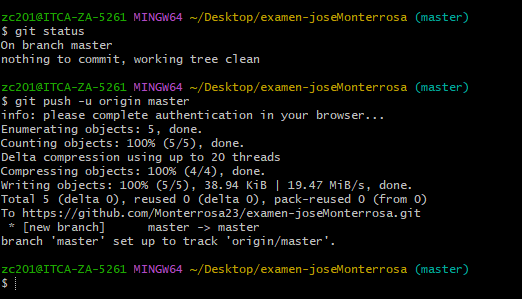 zc201@ITCA-ZA-5261 MINGW64 ~/Desktop/examen-joseMonterrosa (master)
$ git status
On branch master
nothing to commit, working tree clean
zc201@ITCA-ZA-5261 MINGW64 ~/Desktop/examen-joseMonterrosa (master)
$ git push -u origin master
info: please complete authentication in your browser...
Enumerating objects: 5, done.
Counting objects: 100% (5/5), done.
Delta compression using up to 20 threads
Compressing objects: 100% (4/4), done.
Writing objects: 100% (5/5), 38.94 KiB | 19.47 MiB/s, done.
Total 5 (delta 0), reused 0 (delta 0), pack-reused 0 (from 0)
To https://github.com/Monterrosa23/examen-joseMonterrosa.git
 * [new branch]      master -> master
branch 'master' set up to track 'origin/master'.
zc201@ITCA-ZA-5261 MINGW64 ~/Desktop/examen-joseMonterrosa (master)
$